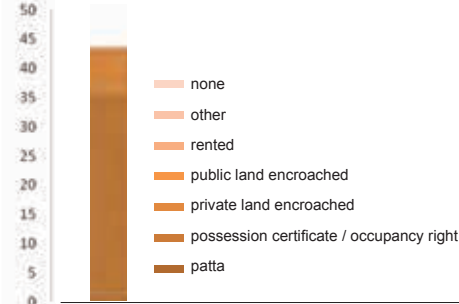 50
45
40
35
30
25
20
15
10
5
0
none
other
rented
public land encroached
private land encroached
possession certificate / occupancy right
patta